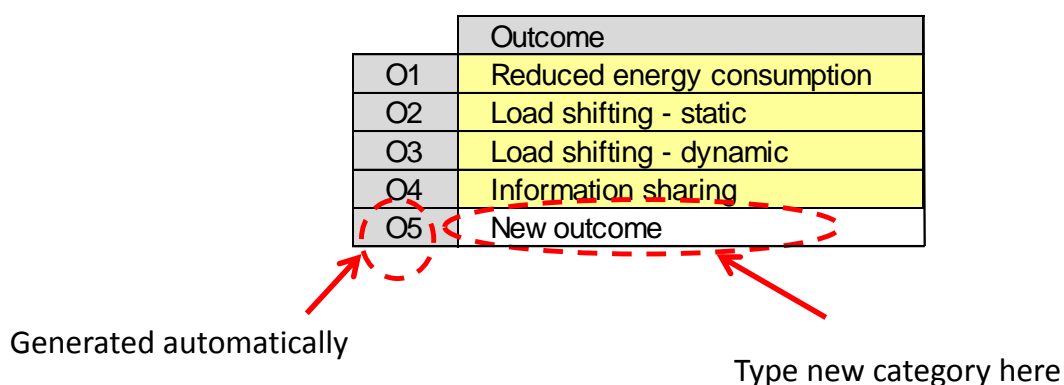 Outcome
O1 Reduced energy consumption
O2 Load shifting - static
O3 Load shifting - dynamic
O4 Information sharing
O5 New outcome
Generated automatically
Type new category here